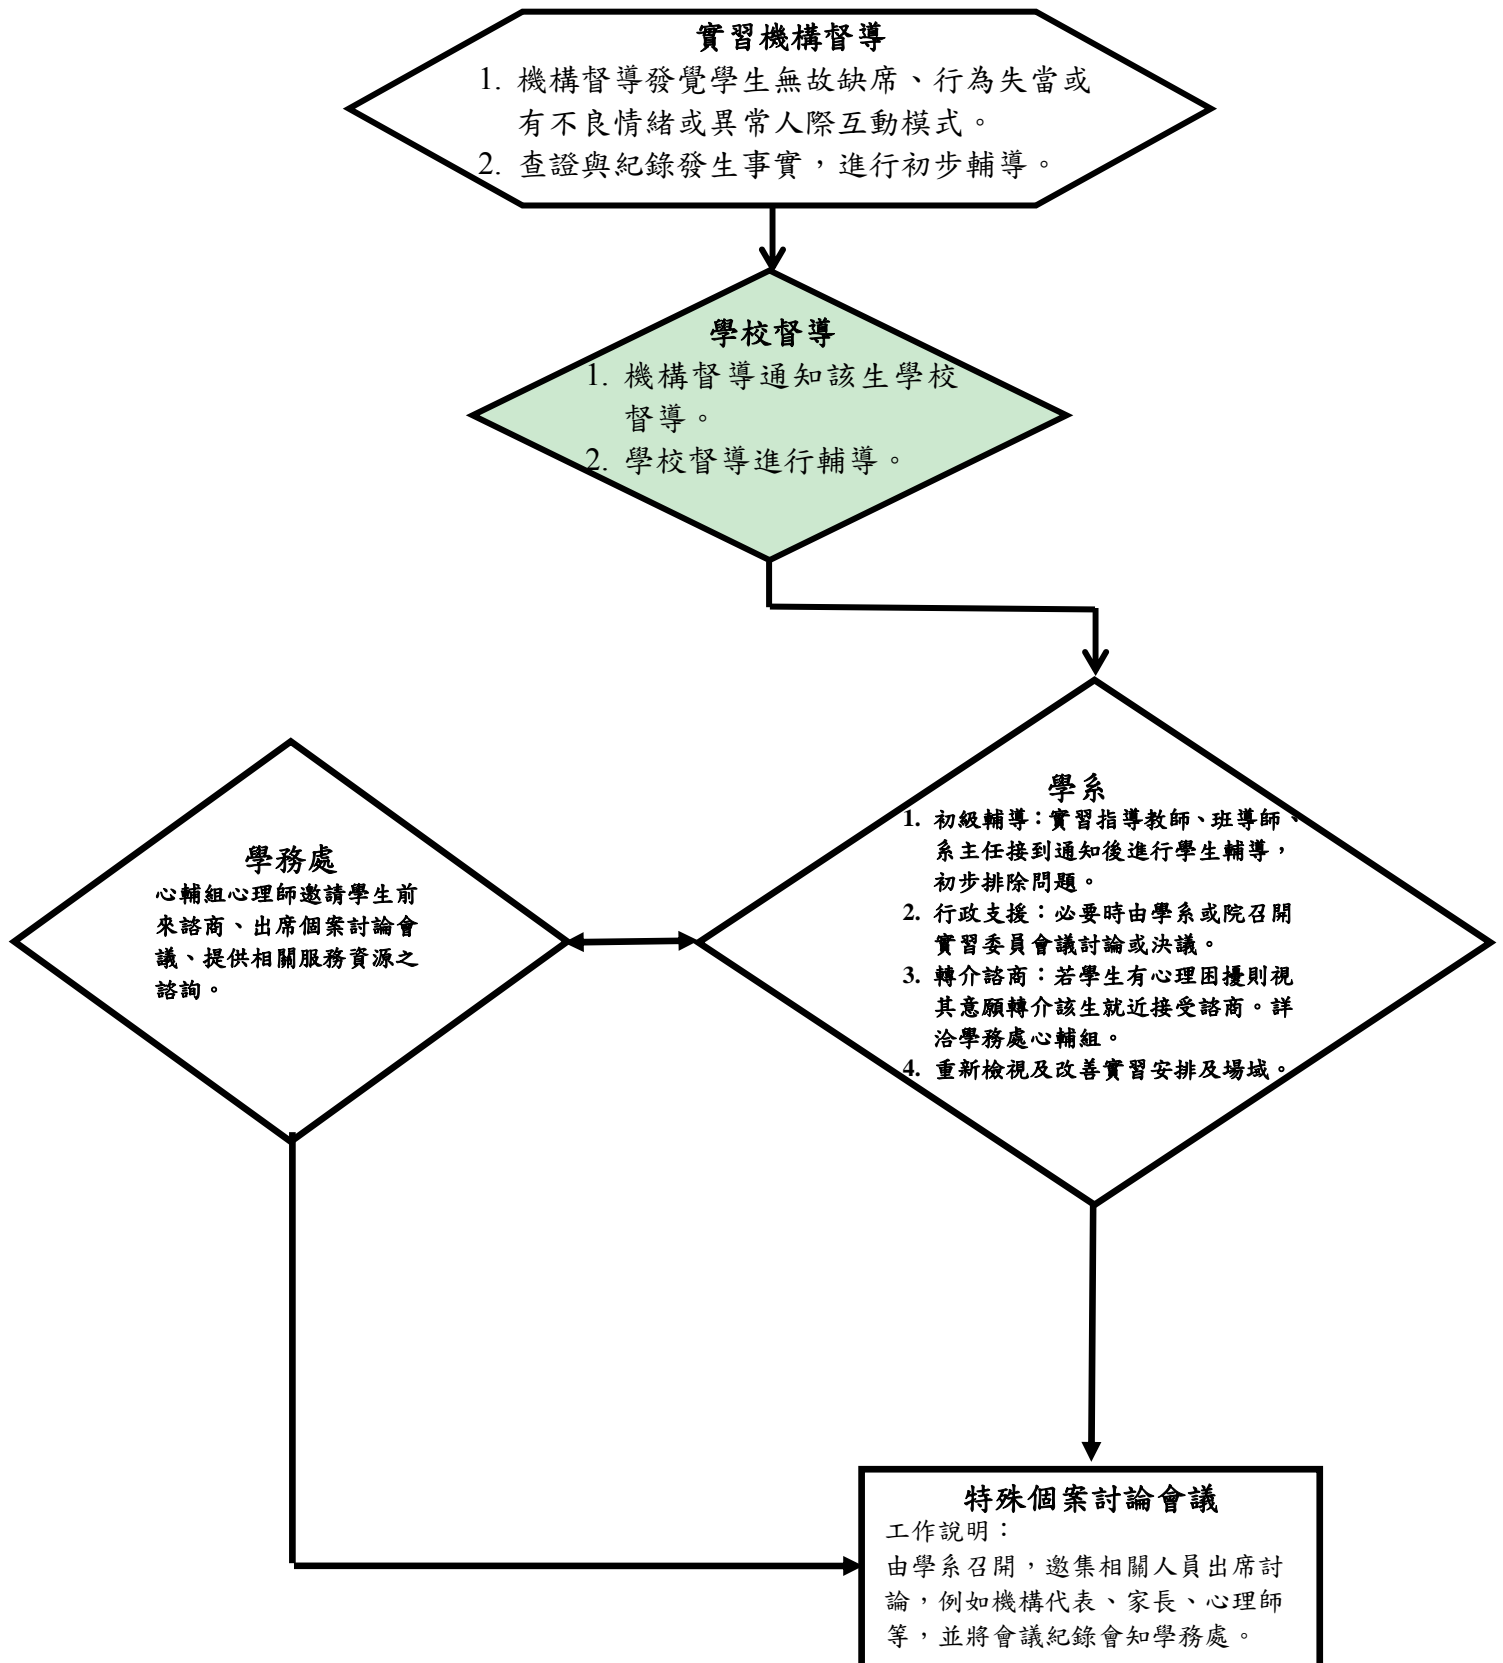 實習機構督導
1. 機構督導發覺學生無故缺席、行為失當或
有不良情緒或異常人際互動模式。
2. 查證與紀錄發生事實，進行初步輔導。
學校督導
1. 機構督導通知該生學校
督導。
2. 學校督導進行輔導。
學系
1. 初級輔導：實習指導教師、班導師、
系主任接到通知後進行學生輔導，
初步排除問題。
2. 行政支援：必要時由學系或院召開
實習委員會議討論或決議。
3. 轉介諮商：若學生有心理困擾則視
其意願轉介該生就近接受諮商。詳
洽學務處心輔組。
4. 重新檢視及改善實習安排及場域。
學務處
心輔組心理師邀請學生前
來諮商、出席個案討論會
議、提供相關服務資源之
諮詢。
特殊個案討論會議
工作說明：
由學系召開，邀集相關人員出席討
論，例如機構代表、家長、心理師
等，並將會議紀錄會知學務處。